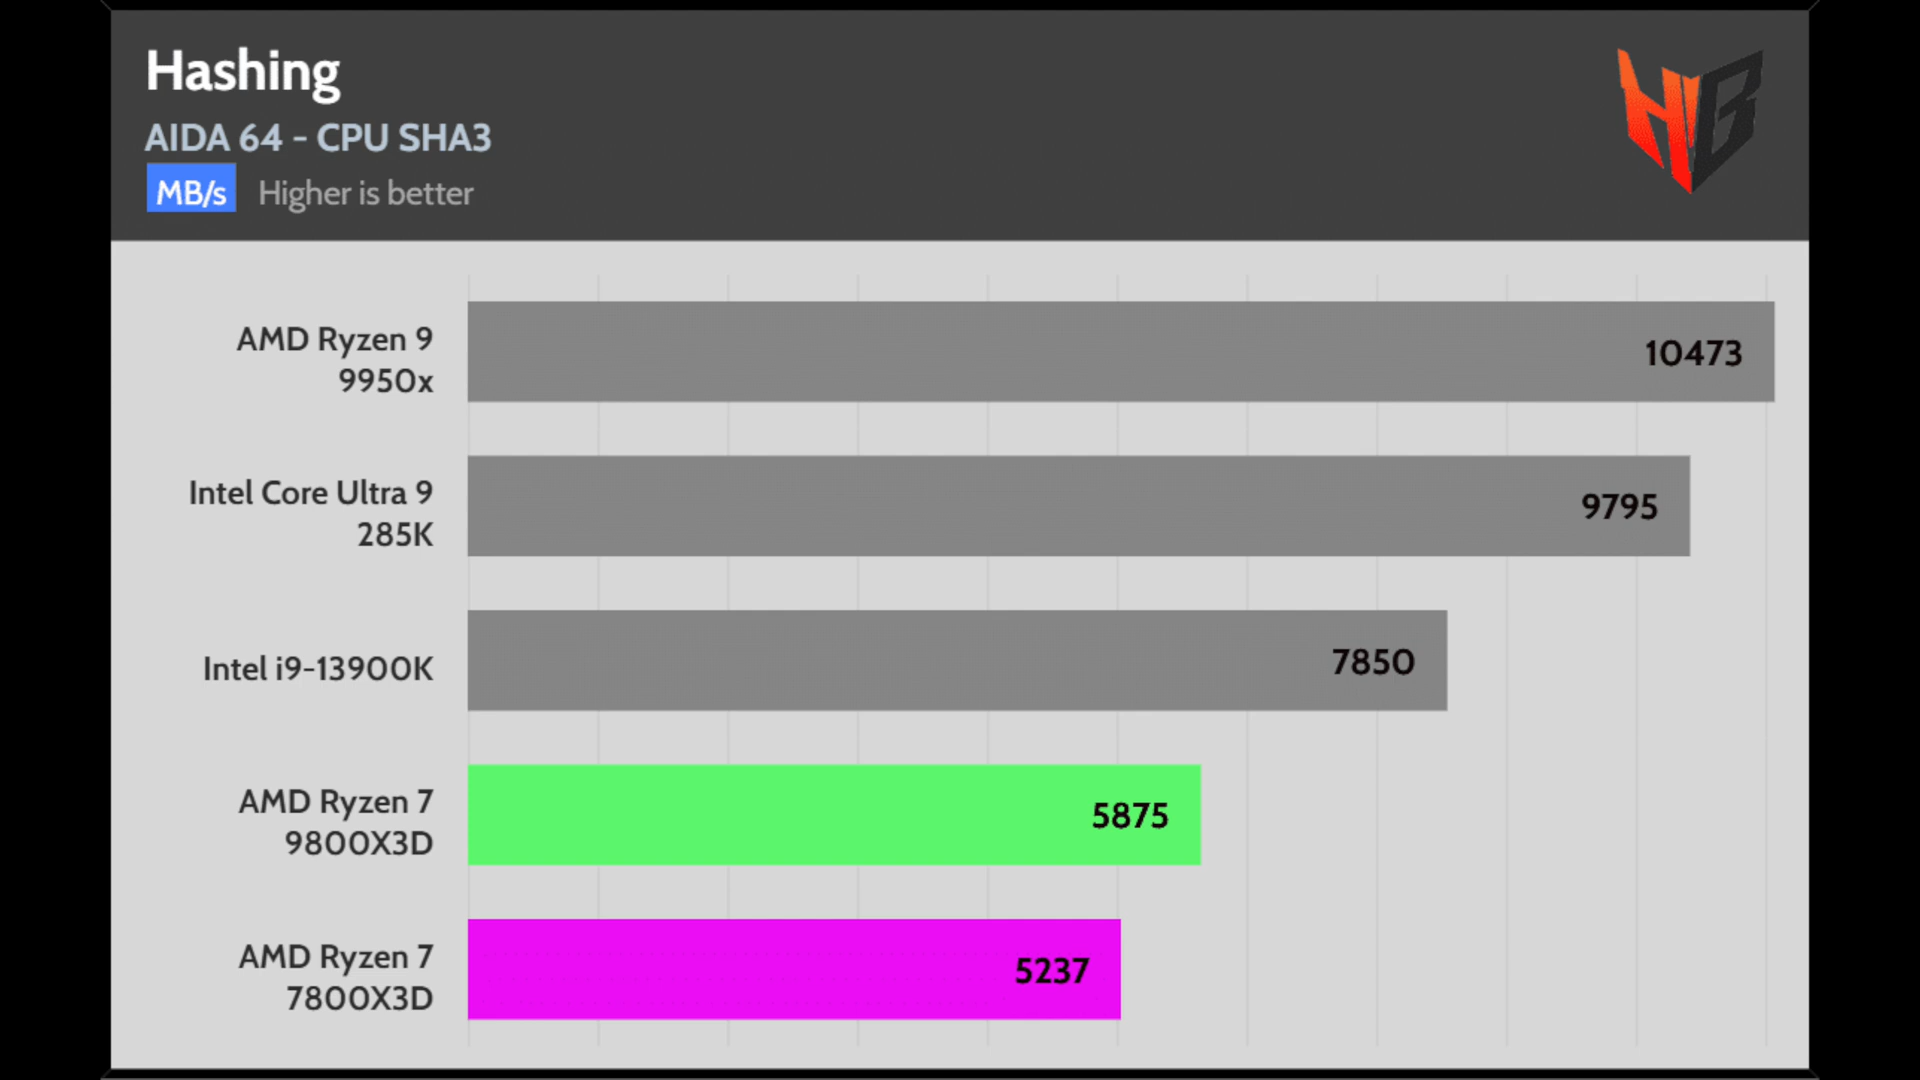 Hashing
AIDA 64 - CPU SHA3
MB/s Higher is better
AMD Ryzen 9
9950x
10473
Intel Core Ultra 9
285K
9795
Intel i9-13900K
7850
AMD Ryzen 7
9800X3D
5875
AMD Ryzen 7
7800X3D
5237
HB